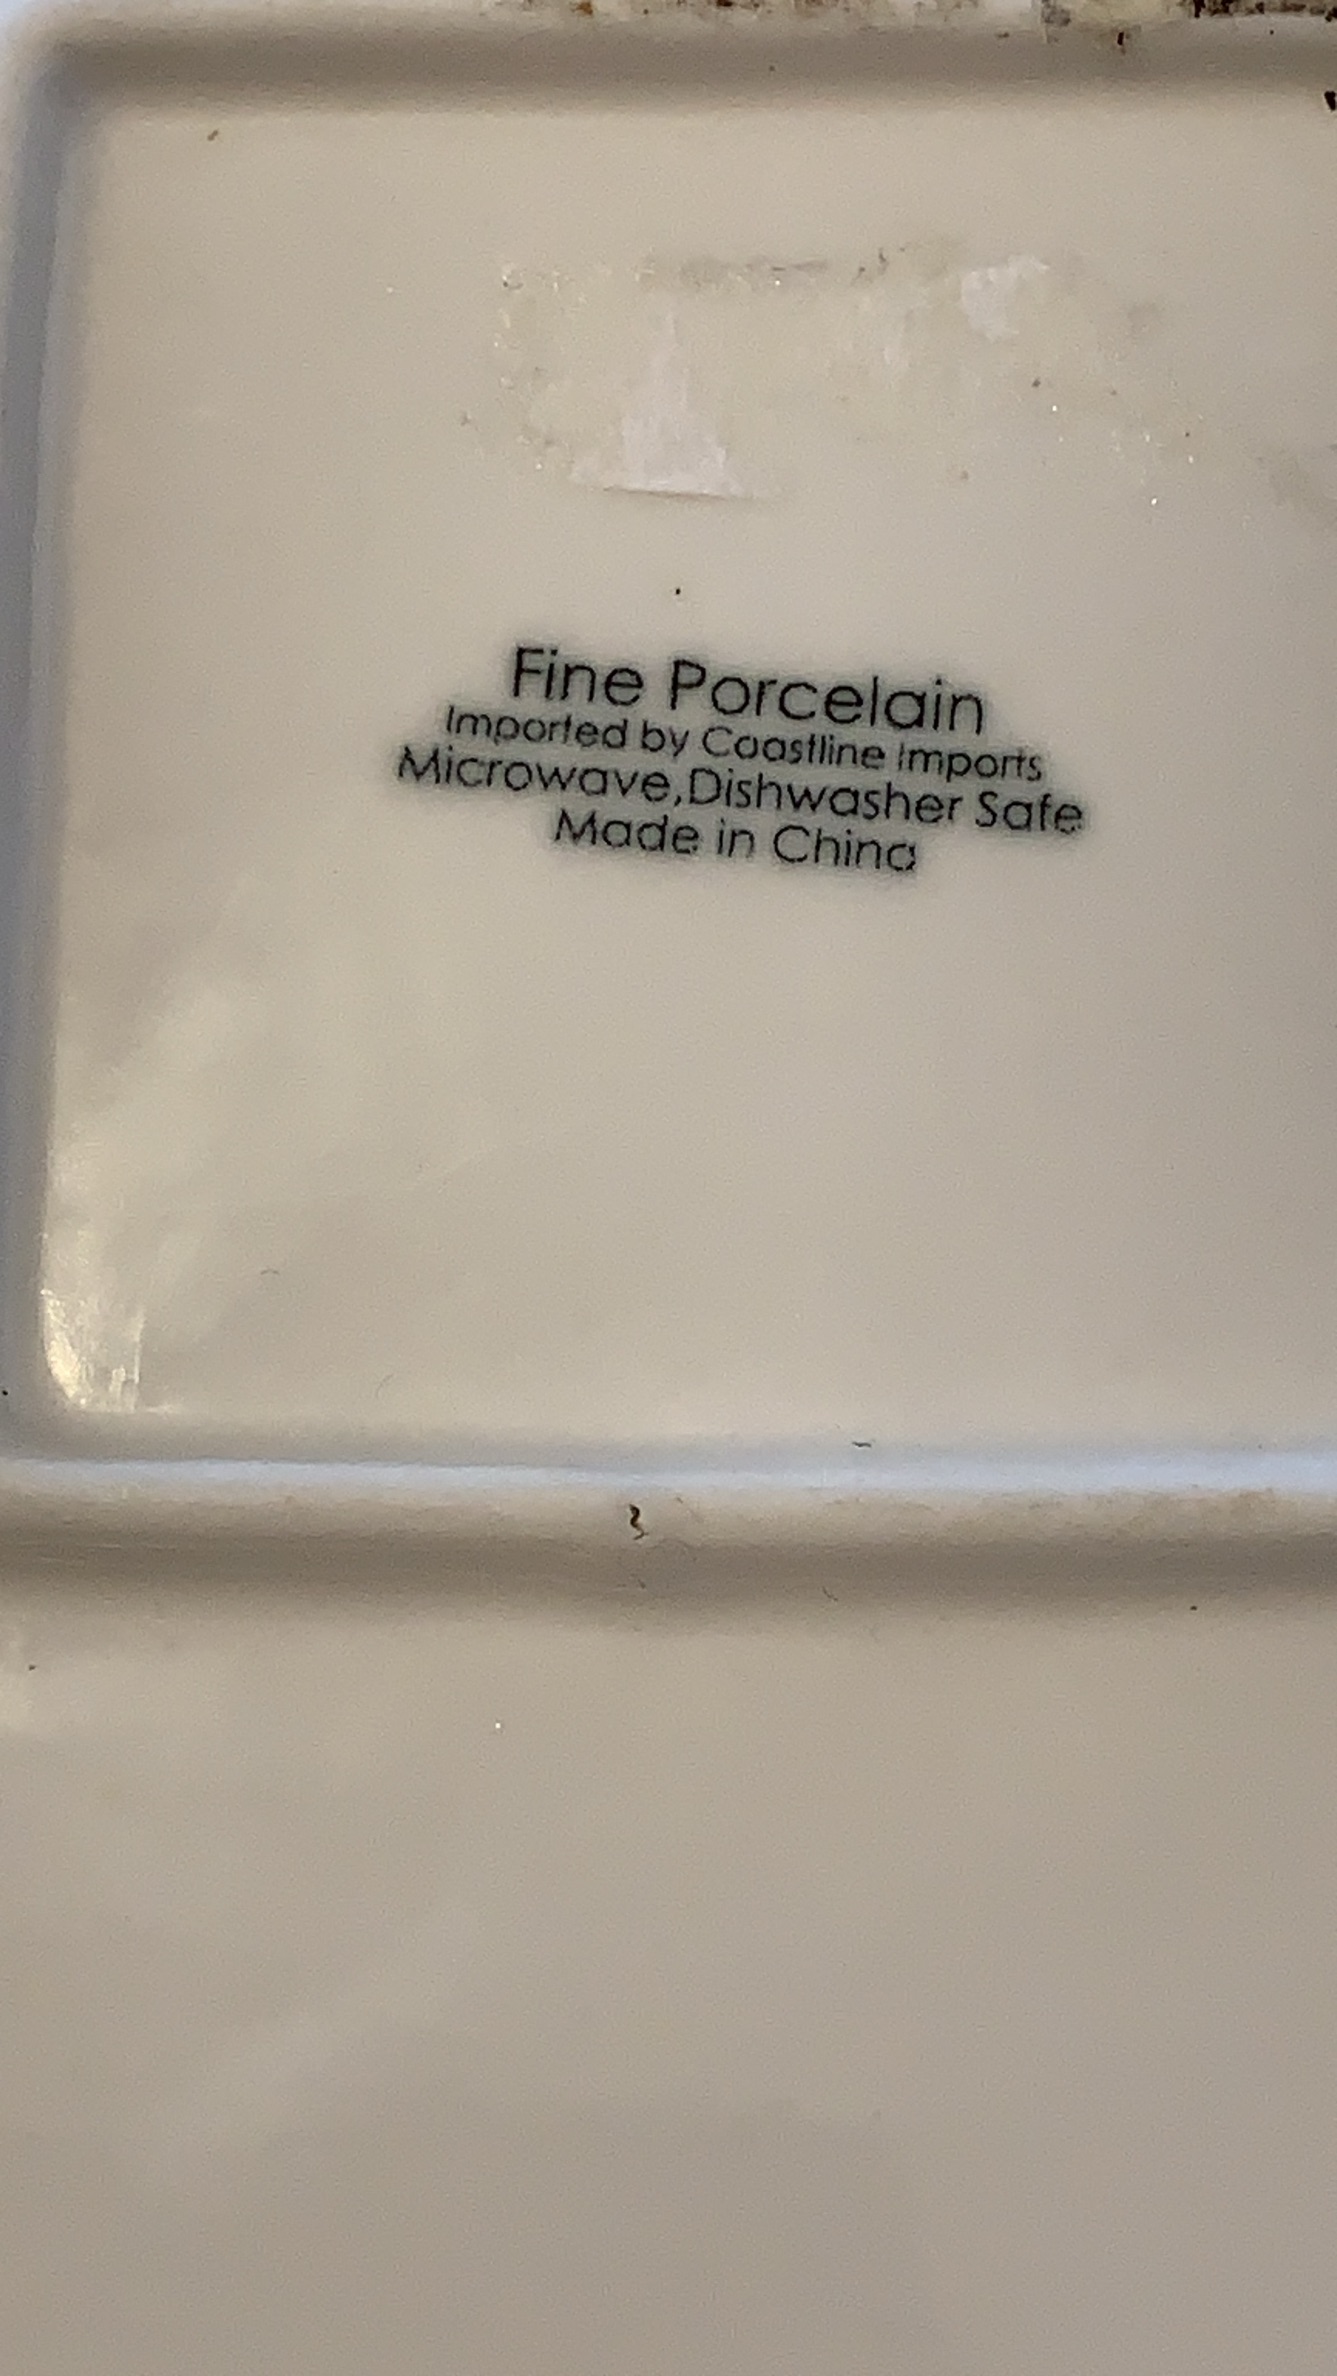 Fine Porcelain
Imported by Coastline Imports
Microwave,Dishwasher Safe
Made in China